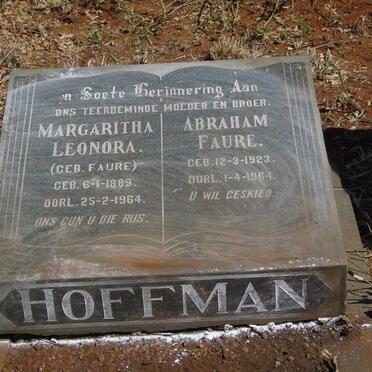 'n Soete Herinnering Aan
ONS TEERBEMINDE MOEDER EN BROER.
MARGARITHA
LEONORA.
(GEB. FAURE)
GEB. 6-1-1889.
OORL. 25-2-1964.
ONS GUN U DIE RUS.
ABRAHAM
FAURE.
GEB. 12-3-1923.
OORL. 1-4-1964.
U WIL GESKIED.
HOFFMAN